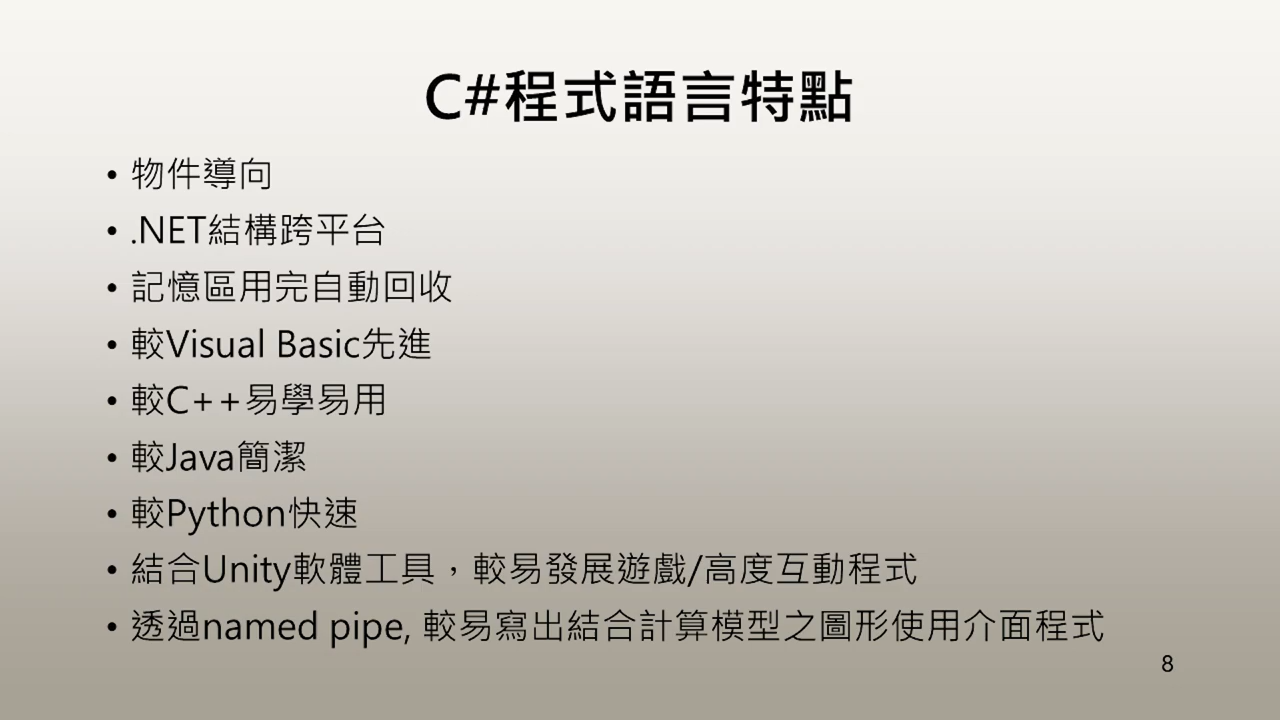 C#程式語言特點
• 物件導向
• .NET結構跨平台
• 記憶區用完自動回收
• 較Visual Basic先進
• 較C++易學易用
• 較Java簡潔
• 較Python快速
• 結合Unity軟體工具，較易發展遊戲/高度互動程式
• 透過named pipe, 較易寫出結合計算模型之圖形使用介面程式
8